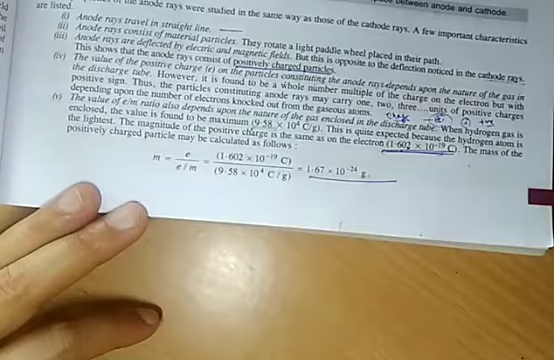 place between anode and cathode.
the anode rays were studied in the same way as those of the cathode rays. A few important characteristics
are listed.
(i) Anode rays travel in straight line.
(ii) Anode rays consist of material particles. They rotate a light paddle wheel placed in their path.
(iii) Anode rays are deflected by electric and magnetic fields. But this is opposite to the deflection noticed in the cathode rays.
This shows that the anode rays consist of positively charged particles.
(iv) The value of the positive charge (e) on the particles constituting the anode rays depends upon the nature of the gas in
the discharge tube. However, it is found to be a whole number multiple of the charge on the electron but with
positive sign. Thus, the particles constituting anode rays may carry one, two, three.....units of positive charges
depending upon the number of electrons knocked out from the gaseous atoms.
(v) The value of e/m ratio also depends upon the nature of the gas enclosed in the discharge tube. When hydrogen gas is
enclosed, the value is found to be maximum (9·58 × 10⁴ C/g). This is quite expected because the hydrogen atom is
the lightest. The magnitude of the positive charge is the same as on the electron (1·602 × 10⁻¹⁹ C). The mass of the
positively charged particle may be calculated as follows :
m = e / (e / m) = (1·602 × 10⁻¹⁹ C) / (9·58 × 10⁴ C / g) = 1·67 × 10⁻²⁴ g.